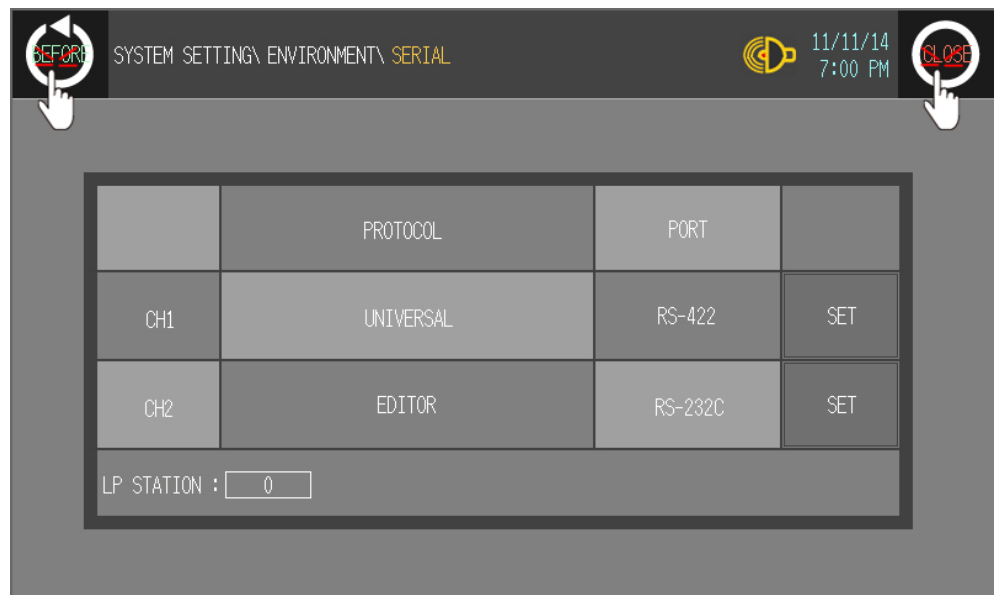 BEFORE
SYSTEM SETTING\ ENVIRONMENT\ SERIAL
11/11/14
7:00 PM
CLOSE
PROTOCOL PORT
CH1 UNIVERSAL RS-422 SET
CH2 EDITOR RS-232C SET
LP STATION : 0